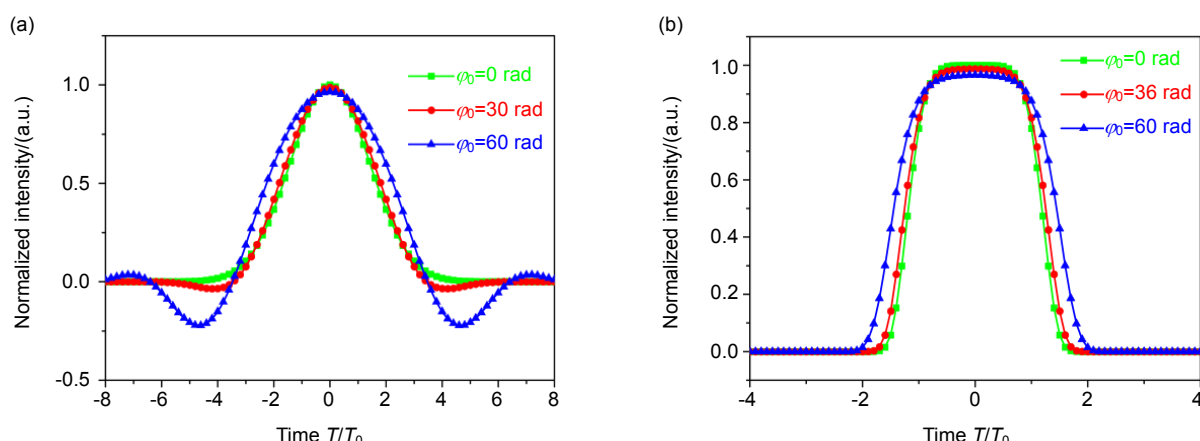 (a)
Normalized intensity/(a.u.)
1.0
0.5
0.0
-0.5
φ₀=0 rad
φ₀=30 rad
φ₀=60 rad
-8 -6 -4 -2 0 2 4 6 8
Time T/T₀
(b)
Normalized intensity/(a.u.)
1.0
0.8
0.6
0.4
0.2
0.0
φ₀=0 rad
φ₀=36 rad
φ₀=60 rad
-4 -2 0 2 4
Time T/T₀